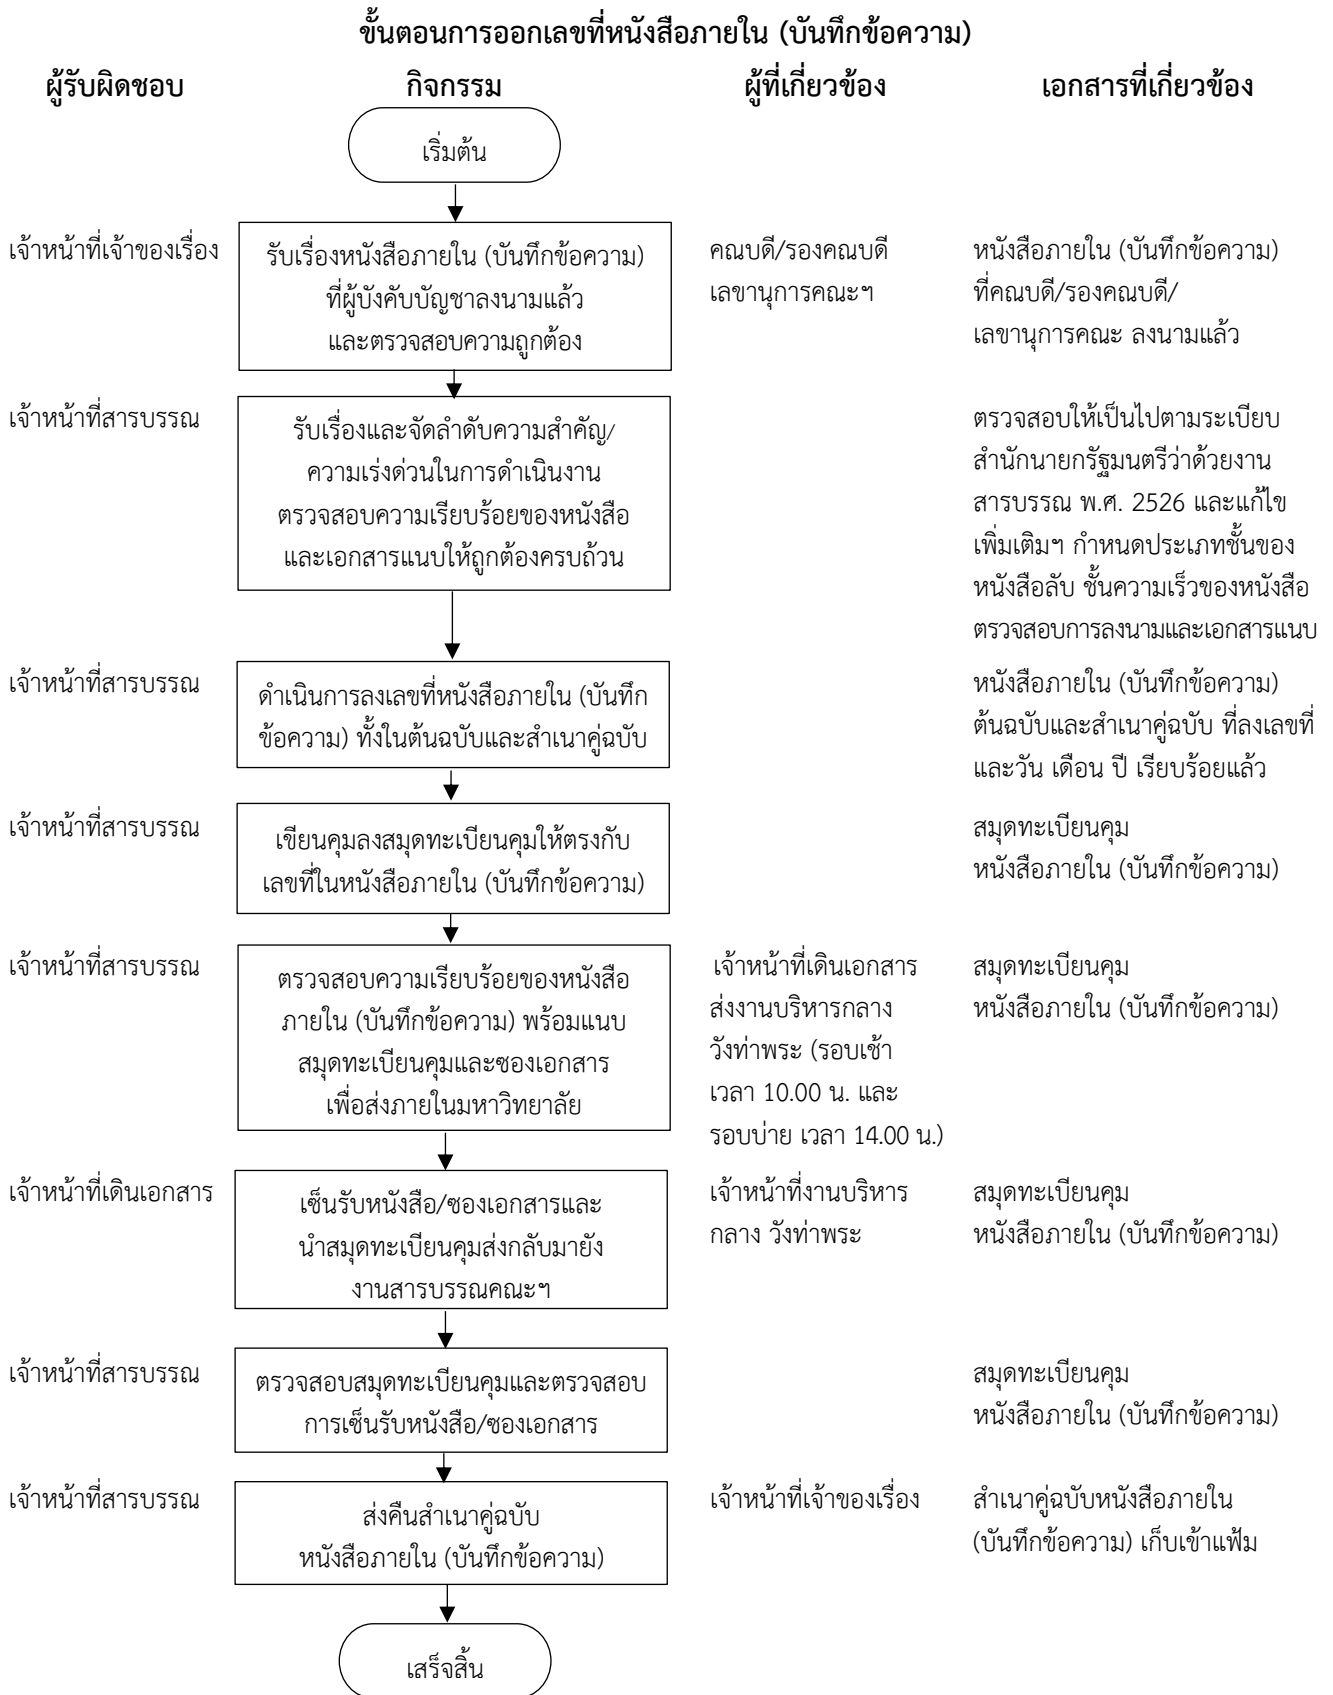 ขั้นตอนการออกเลขที่หนังสือภายใน (บันทึกข้อความ)
ผู้รับผิดชอบ
กิจกรรม
ผู้ที่เกี่ยวข้อง
เอกสารที่เกี่ยวข้อง
เริ่มต้น
เจ้าหน้าที่เจ้าของเรื่อง
รับเรื่องหนังสือภายใน (บันทึกข้อความ)
ที่ผู้บังคับบัญชาลงนามแล้ว
และตรวจสอบความถูกต้อง
คณบดี/รองคณบดี
เลขานุการคณะฯ
หนังสือภายใน (บันทึกข้อความ)
ที่คณบดี/รองคณบดี/
เลขานุการคณะ ลงนามแล้ว
เจ้าหน้าที่สารบรรณ
รับเรื่องและจัดลำดับความสำคัญ/
ความเร่งด่วนในการดำเนินงาน
ตรวจสอบความเรียบร้อยของหนังสือ
และเอกสารแนบให้ถูกต้องครบถ้วน
ตรวจสอบให้เป็นไปตามระเบียบ
สำนักนายกรัฐมนตรีว่าด้วยงาน
สารบรรณ พ.ศ. 2526 และแก้ไข
เพิ่มเติมฯ กำหนดประเภทชั้นของ
หนังสือลับ ชั้นความเร็วของหนังสือ
ตรวจสอบการลงนามและเอกสารแนบ
เจ้าหน้าที่สารบรรณ
ดำเนินการลงเลขที่หนังสือภายใน (บันทึก
ข้อความ) ทั้งในต้นฉบับและสำเนาคู่ฉบับ
หนังสือภายใน (บันทึกข้อความ)
ต้นฉบับและสำเนาคู่ฉบับ ที่ลงเลขที่
และวัน เดือน ปี เรียบร้อยแล้ว
เจ้าหน้าที่สารบรรณ
เขียนคุมลงสมุดทะเบียนคุมให้ตรงกับ
เลขที่ในหนังสือภายใน (บันทึกข้อความ)
สมุดทะเบียนคุม
หนังสือภายใน (บันทึกข้อความ)
เจ้าหน้าที่สารบรรณ
ตรวจสอบความเรียบร้อยของหนังสือ
ภายใน (บันทึกข้อความ) พร้อมแนบ
สมุดทะเบียนคุมและซองเอกสาร
เพื่อส่งภายในมหาวิทยาลัย
เจ้าหน้าที่เดินเอกสาร
ส่งงานบริหารกลาง
วังท่าพระ (รอบเช้า
เวลา 10.00 น. และ
รอบบ่าย เวลา 14.00 น.)
สมุดทะเบียนคุม
หนังสือภายใน (บันทึกข้อความ)
เจ้าหน้าที่เดินเอกสาร
เซ็นรับหนังสือ/ซองเอกสารและ
นำสมุดทะเบียนคุมส่งกลับมายัง
งานสารบรรณคณะฯ
เจ้าหน้าที่งานบริหาร
กลาง วังท่าพระ
สมุดทะเบียนคุม
หนังสือภายใน (บันทึกข้อความ)
เจ้าหน้าที่สารบรรณ
ตรวจสอบสมุดทะเบียนคุมและตรวจสอบ
การเซ็นรับหนังสือ/ซองเอกสาร
สมุดทะเบียนคุม
หนังสือภายใน (บันทึกข้อความ)
เจ้าหน้าที่สารบรรณ
ส่งคืนสำเนาคู่ฉบับ
หนังสือภายใน (บันทึกข้อความ)
เจ้าหน้าที่เจ้าของเรื่อง
สำเนาคู่ฉบับหนังสือภายใน
(บันทึกข้อความ) เก็บเข้าแฟ้ม
เสร็จสิ้น